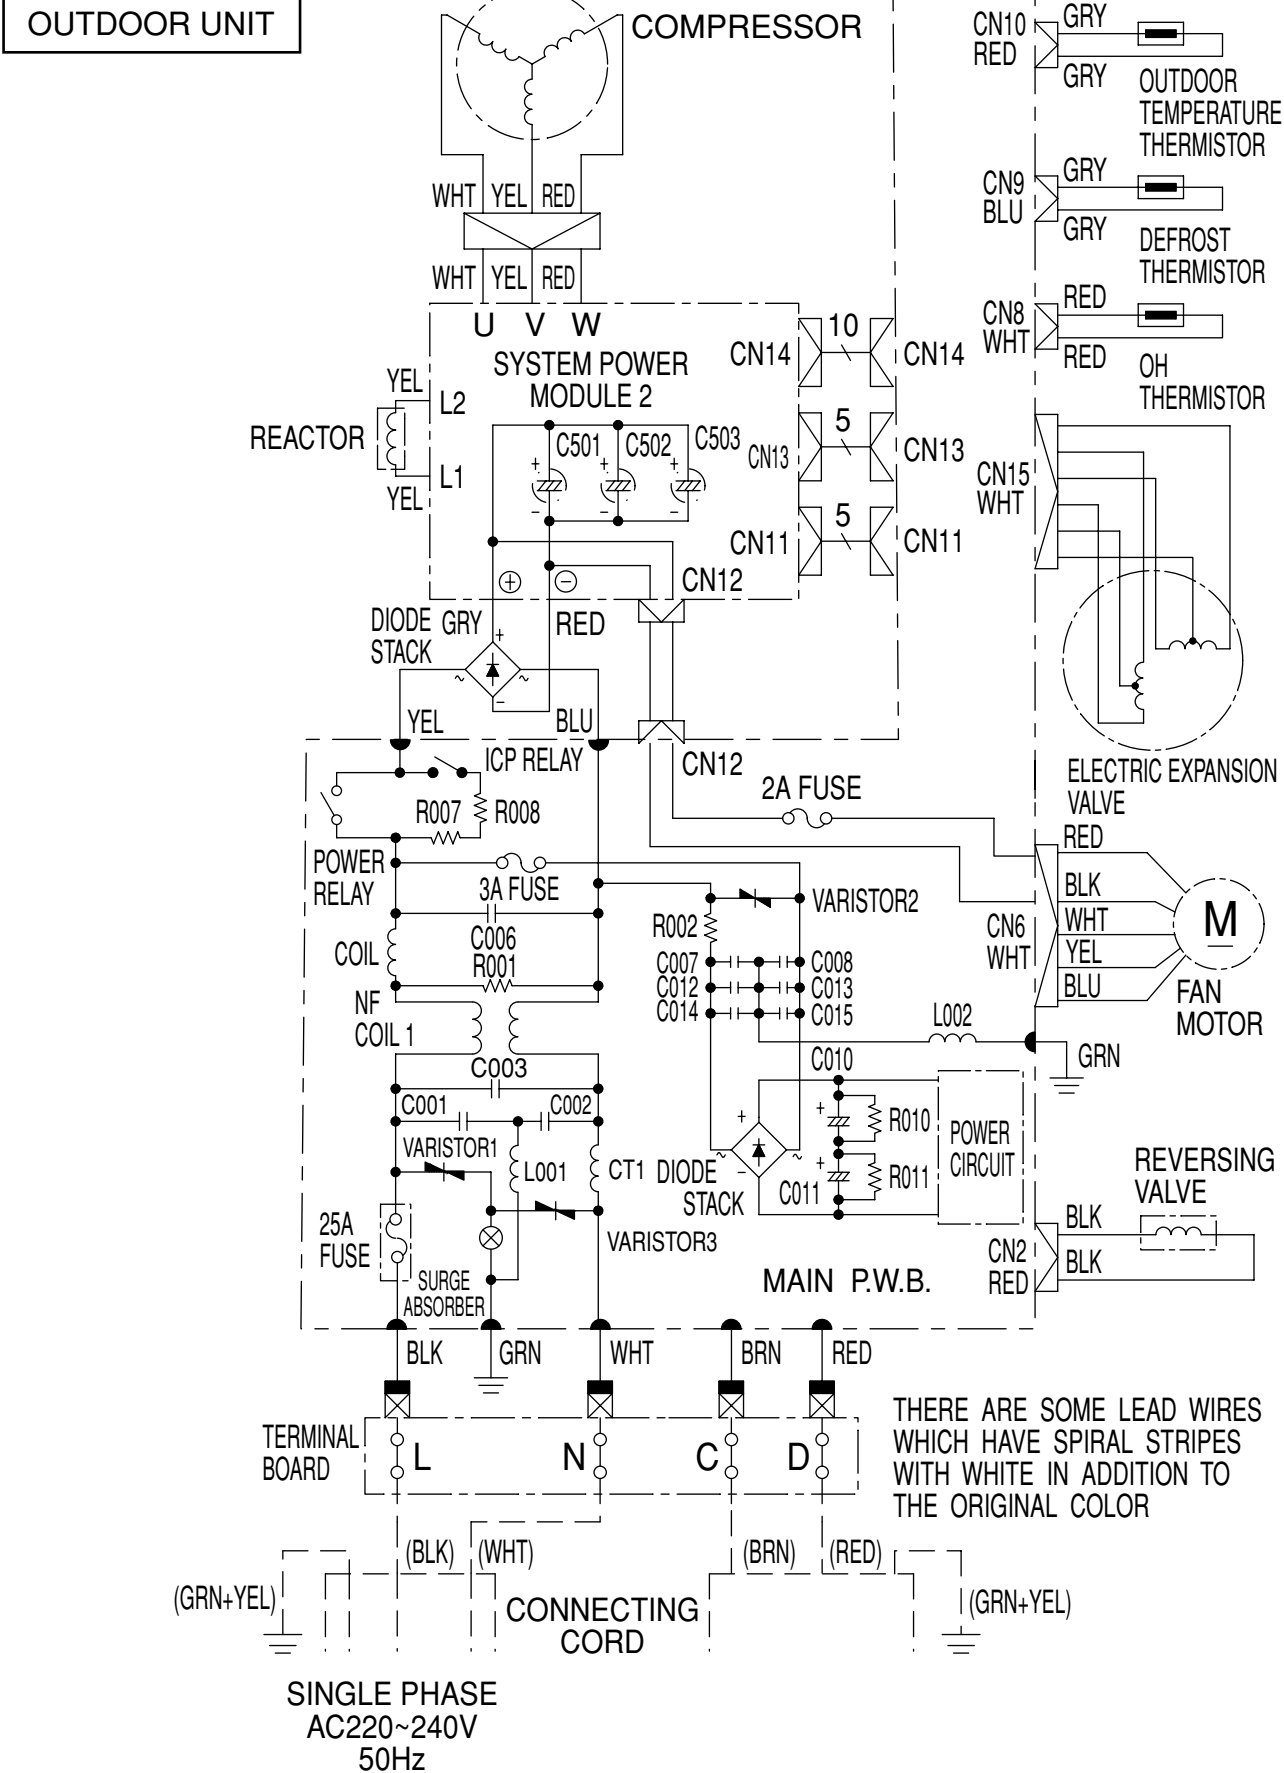 OUTDOOR UNIT
COMPRESSOR
WHT YEL RED
WHT YEL RED
U V W
SYSTEM POWER
MODULE 2
YEL
L2
REACTOR
L1
YEL
C501 C502 C503
+ + +
− − −
CN14 10 CN14
CN13 5 CN13
CN11 5 CN11
+ −
CN12
DIODE
STACK
GRY
RED
+
~ ~
−
YEL
BLU
CN10
RED
GRY
GRY
OUTDOOR
TEMPERATURE
THERMISTOR
CN9
BLU
GRY
GRY
DEFROST
THERMISTOR
CN8
WHT
RED
RED
OH
THERMISTOR
CN15
WHT
ELECTRIC EXPANSION
VALVE
ICP RELAY
CN12
2A FUSE
R007 R008
POWER
RELAY
3A FUSE
C006
COIL
R001
NF
COIL 1
C003
C001 C002
VARISTOR1
L001 CT1
25A
FUSE
VARISTOR3
SURGE
ABSORBER
VARISTOR2
R002
C007 C008
C012 C013
C014 C015
L002
C010
+
R010
+
R011
C011
+
~ ~
−
DIODE
STACK
POWER
CIRCUIT
MAIN P.W.B.
CN6
WHT
RED
BLK
WHT
YEL
BLU
M
FAN
MOTOR
GRN
REVERSING
VALVE
CN2
RED
BLK
BLK
BLK GRN WHT BRN RED
TERMINAL
BOARD
L N C D
THERE ARE SOME LEAD WIRES
WHICH HAVE SPIRAL STRIPES
WITH WHITE IN ADDITION TO
THE ORIGINAL COLOR
(BLK) (WHT) (BRN) (RED)
(GRN+YEL) (GRN+YEL)
CONNECTING
CORD
SINGLE PHASE
AC220~240V
50Hz